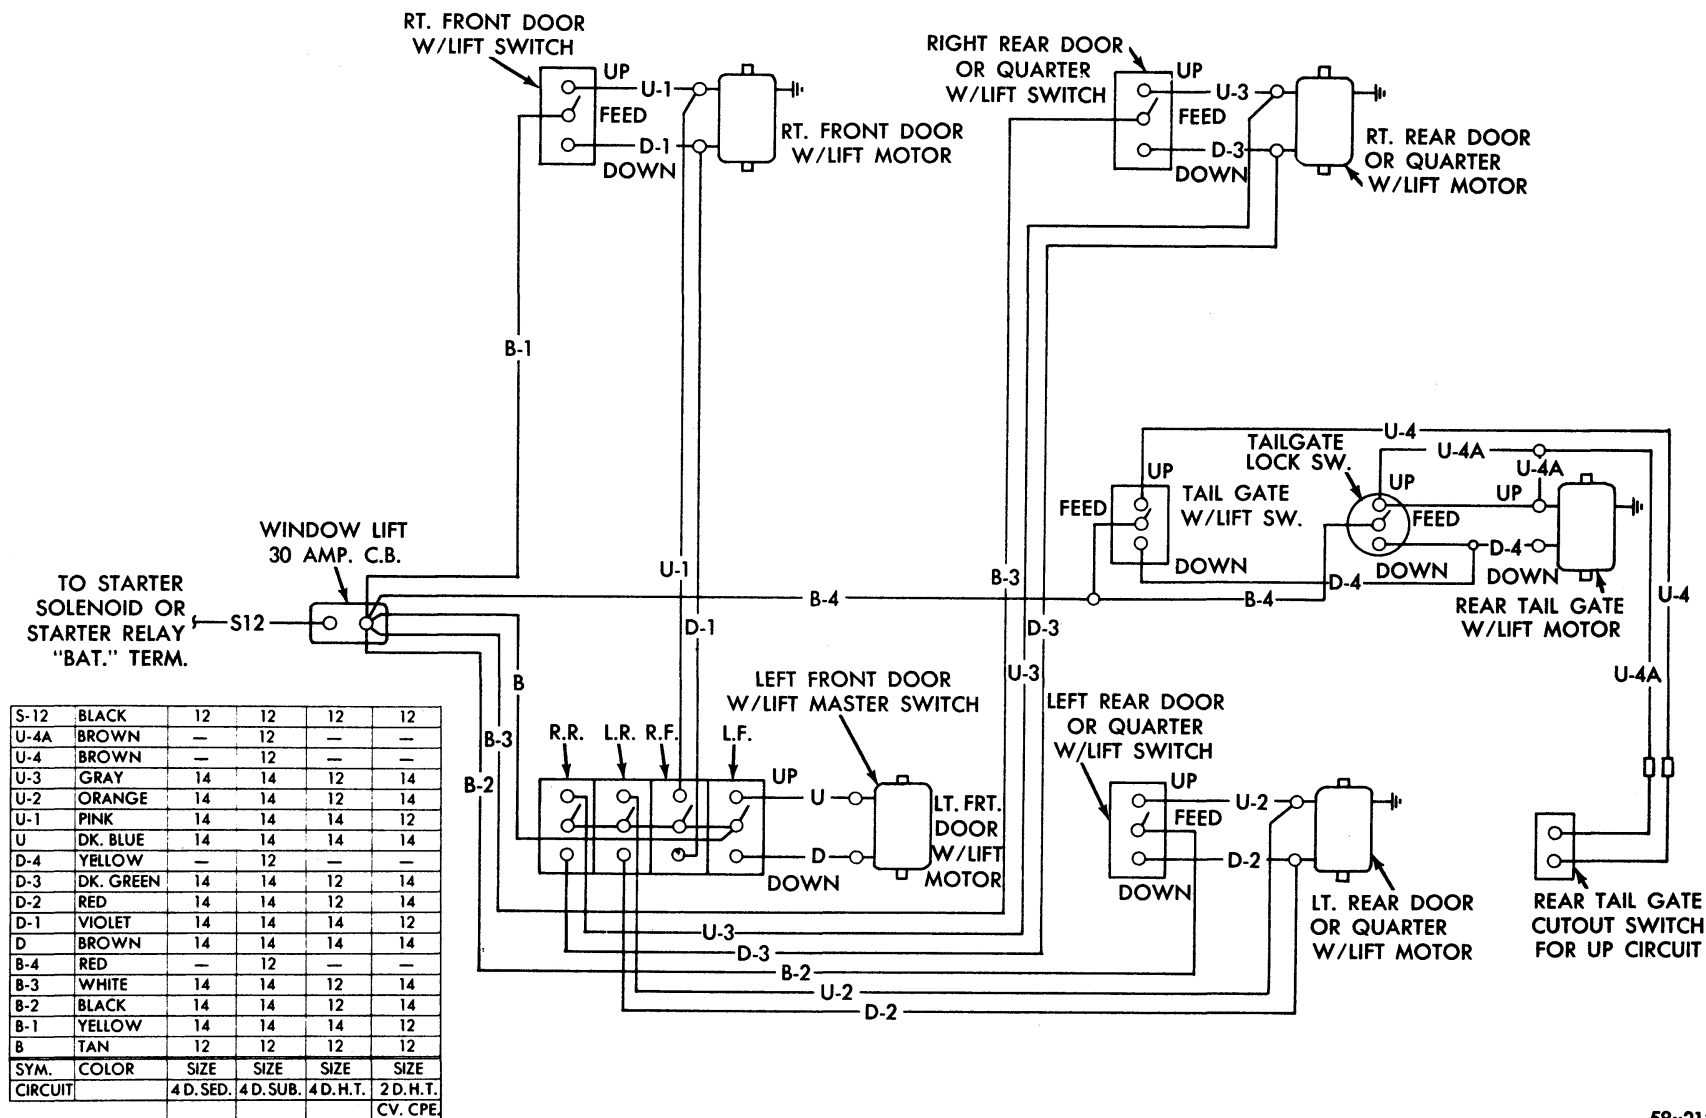 RT. FRONT DOOR
W/LIFT SWITCH
UP
U-1
FEED
D-1
DOWN
RT. FRONT DOOR
W/LIFT MOTOR
RIGHT REAR DOOR
OR QUARTER
W/LIFT SWITCH
UP
U-3
FEED
D-3
DOWN
RT. REAR DOOR
OR QUARTER
W/LIFT MOTOR
B-1
U-4
TAILGATE
LOCK SW.
U-4A
U-4A
UP
UP
UP
FEED
TAIL GATE
W/LIFT SW.
FEED
D-4
DOWN
DOWN
DOWN
D-4
REAR TAIL GATE
W/LIFT MOTOR
U-4
WINDOW LIFT
30 AMP. C.B.
TO STARTER
SOLENOID OR
STARTER RELAY
"BAT." TERM.
S12
U-1
B-3
B-4
B-4
D-1
D-3
B
U-3
U-4A
LEFT FRONT DOOR
W/LIFT MASTER SWITCH
B-3
B-2
R.R.
L.R.
R.F.
L.F.
UP
U
D
DOWN
LT. FRT.
DOOR
W/LIFT
MOTOR
LEFT REAR DOOR
OR QUARTER
W/LIFT SWITCH
UP
U-2
FEED
D-2
DOWN
LT. REAR DOOR
OR QUARTER
W/LIFT MOTOR
REAR TAIL GATE
CUTOUT SWITCH
FOR UP CIRCUIT
U-3
D-3
B-2
U-2
D-2
S-12 BLACK 12 12 12 12
U-4A BROWN — 12 — —
U-4 BROWN — 12 — —
U-3 GRAY 14 14 12 14
U-2 ORANGE 14 14 12 14
U-1 PINK 14 14 14 12
U DK. BLUE 14 14 14 14
D-4 YELLOW — 12 — —
D-3 DK. GREEN 14 14 12 14
D-2 RED 14 14 12 14
D-1 VIOLET 14 14 14 12
D BROWN 14 14 14 14
B-4 RED — 12 — —
B-3 WHITE 14 14 12 14
B-2 BLACK 14 14 12 14
B-1 YELLOW 14 14 14 12
B TAN 12 12 12 12
SYM. COLOR SIZE SIZE SIZE SIZE
CIRCUIT 4 D. SED. 4 D. SUB. 4 D. H.T. 2 D. H.T.
CV. CPE.